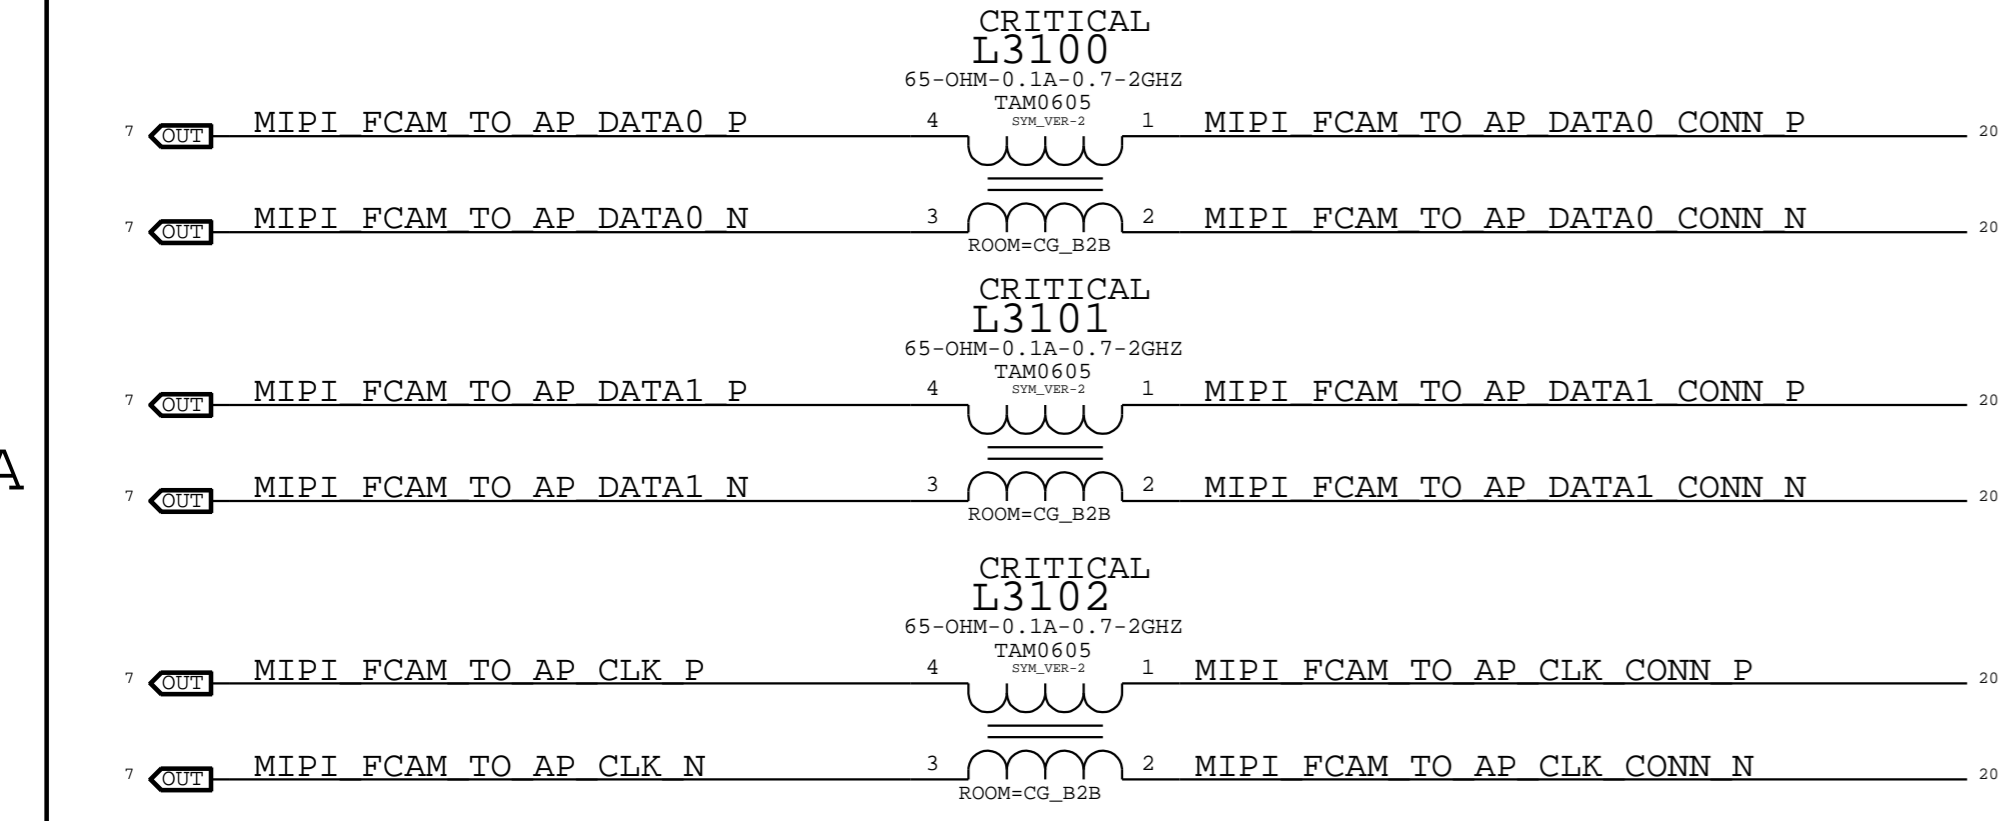 CRITICAL
L3100
65-OHM-0.1A-0.7-2GHZ
TAM0605
SYM_VER-2
7 OUT MIPI_FCAM_TO_AP_DATA0_P 4 1 MIPI_FCAM_TO_AP_DATA0_CONN_P 20
7 OUT MIPI_FCAM_TO_AP_DATA0_N 3 2 MIPI_FCAM_TO_AP_DATA0_CONN_N 20
ROOM=CG_B2B
CRITICAL
L3101
65-OHM-0.1A-0.7-2GHZ
TAM0605
SYM_VER-2
7 OUT MIPI_FCAM_TO_AP_DATA1_P 4 1 MIPI_FCAM_TO_AP_DATA1_CONN_P 20
A
7 OUT MIPI_FCAM_TO_AP_DATA1_N 3 2 MIPI_FCAM_TO_AP_DATA1_CONN_N 20
ROOM=CG_B2B
CRITICAL
L3102
65-OHM-0.1A-0.7-2GHZ
TAM0605
SYM_VER-2
7 OUT MIPI_FCAM_TO_AP_CLK_P 4 1 MIPI_FCAM_TO_AP_CLK_CONN_P 20
7 OUT MIPI_FCAM_TO_AP_CLK_N 3 2 MIPI_FCAM_TO_AP_CLK_CONN_N 20
ROOM=CG_B2B